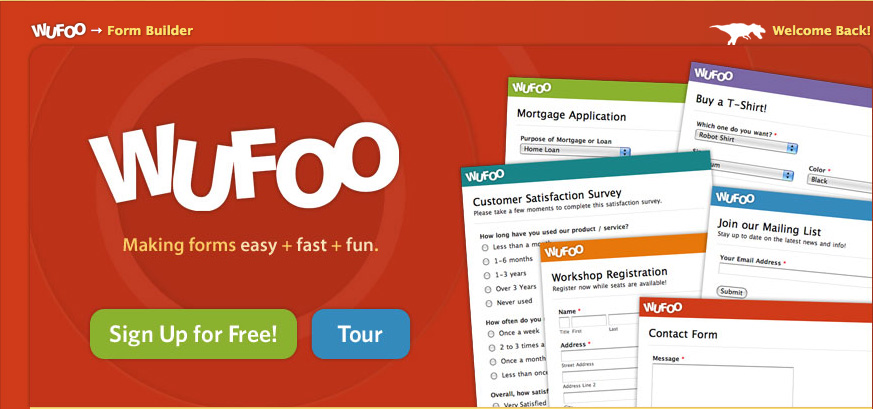 WUFOO → Form Builder
Welcome Back!
WUFOO
Making forms easy + fast + fun.
Sign Up for Free!
Tour
WUFOO
Mortgage Application
Purpose of Mortgage or Loan
Home Loan
WUFOO
Buy a T-Shirt!
Which one do you want? *
Robot Shirt
Color *
Black
WUFOO
Customer Satisfaction Survey
Please take a few moments to complete this satisfaction survey.
How long have you used our product / service?
Less than a
1-6 months
1-3 years
Over 3 Years
Never used
How often do you
Once a week
2 to 3 times a
Once a month
Less than once
Overall, how satisf
Very Satisfied
WUFOO
Workshop Registration
Register now while seats are available!
Name *
Title First Last
Address *
Street Address
Address Line 2
WUFOO
Join our Mailing List
Stay up to date on the latest news and info!
Your Email Address *
Submit
WUFOO
Contact Form
Message *